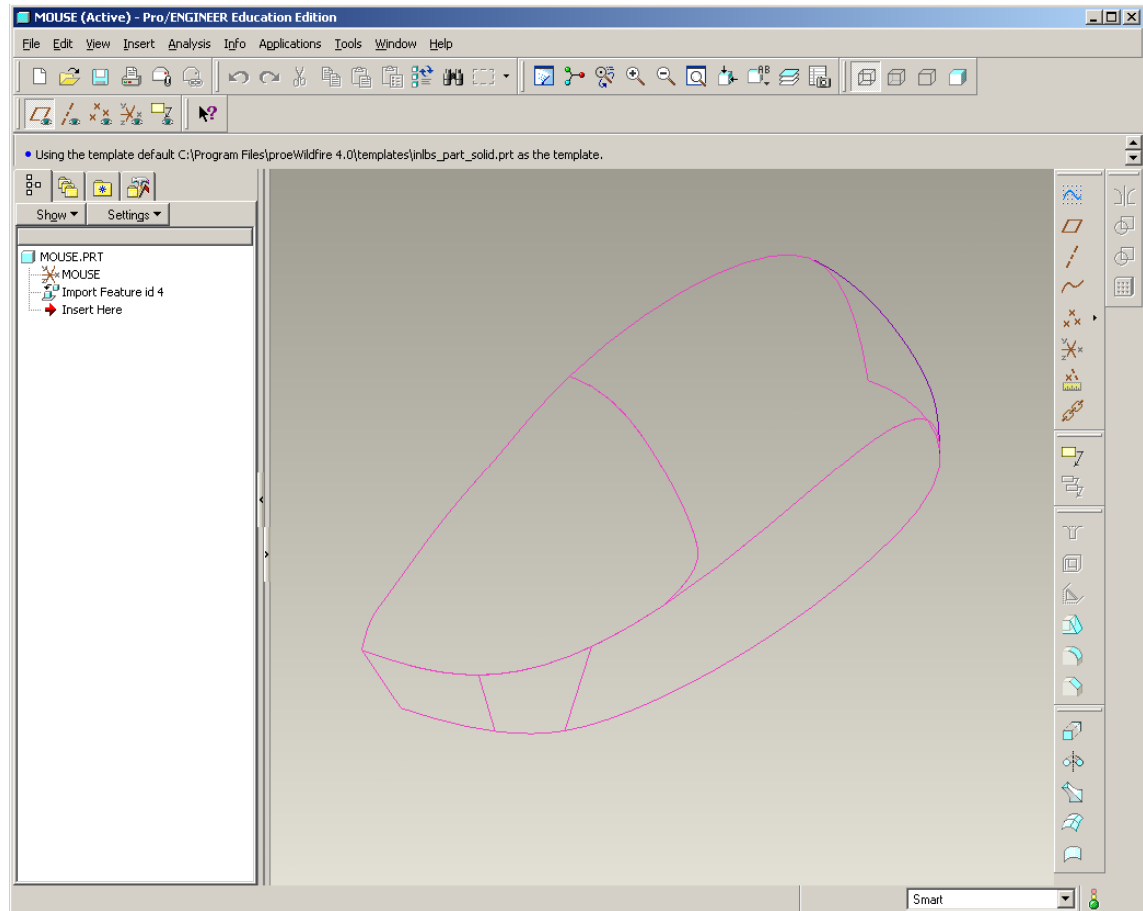 MOUSE (Active) - Pro/ENGINEER Education Edition
File Edit View Insert Analysis Info Applications Tools Window Help
• Using the template default C:\Program Files\proeWildfire 4.0\templates\inlbs_part_solid.prt as the template.
Show Settings
MOUSE.PRT
MOUSE
Import Feature id 4
Insert Here
Smart